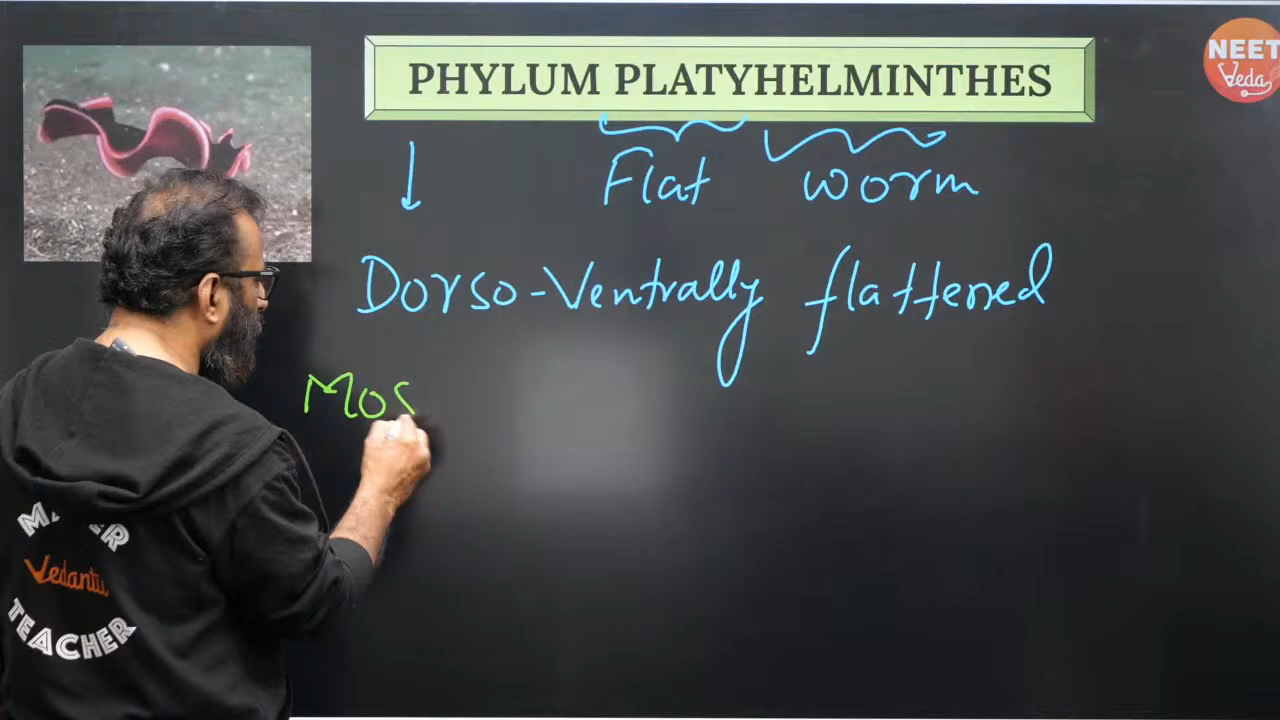 PHYLUM PLATYHELMINTHES
NEET
Veda
Flat worm
Dorso-Ventrally flattened
Mos
Vedantu
TEACHER